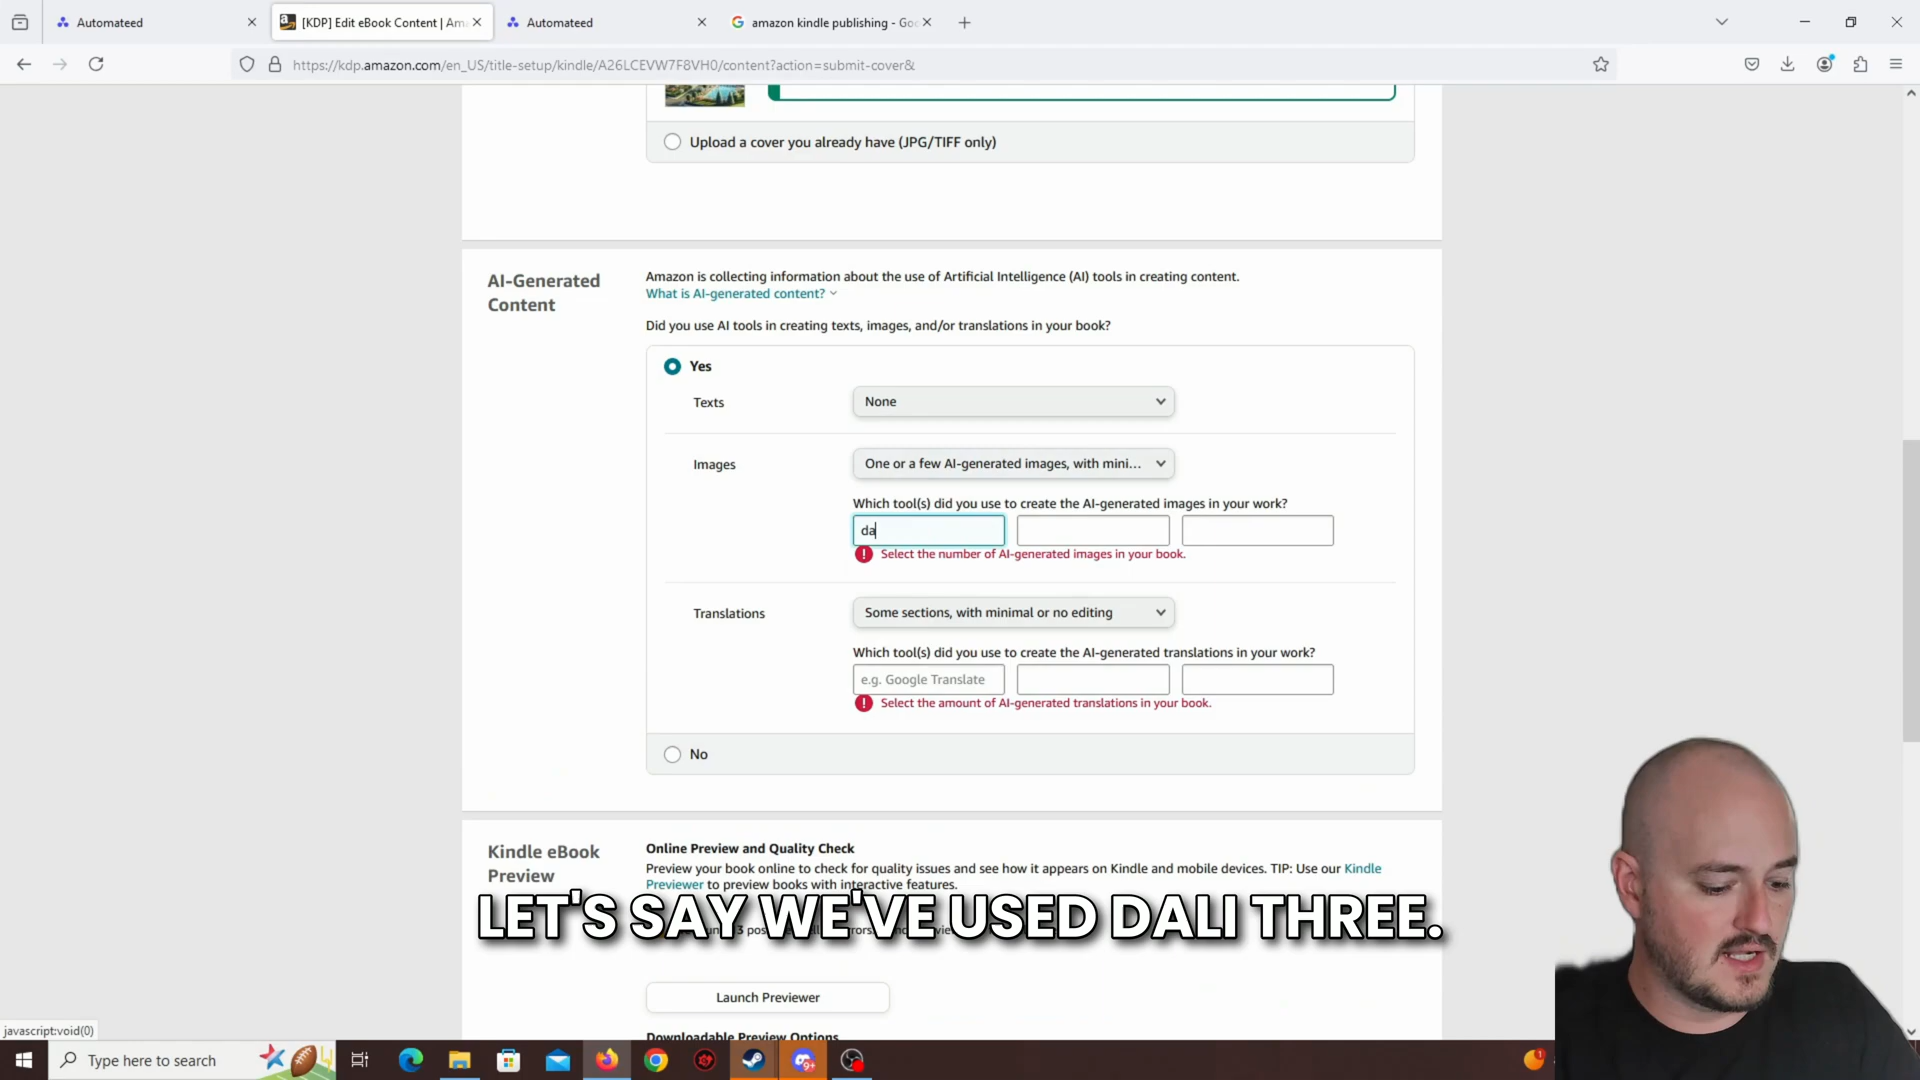 Automateed
[KDP] Edit eBook Content | Ama
Automateed
amazon kindle publishing - Goo
https://kdp.amazon.com/en_US/title-setup/kindle/A26LCEVW7F8VH0/content?action=submit-cover&
Upload a cover you already have (JPG/TIFF only)
AI-Generated
Content
Amazon is collecting information about the use of Artificial Intelligence (AI) tools in creating content.
What is AI-generated content?
Did you use AI tools in creating texts, images, and/or translations in your book?
Yes
Texts
None
Images
One or a few AI-generated images, with mini...
Which tool(s) did you use to create the AI-generated images in your work?
da
Select the number of AI-generated images in your book.
Translations
Some sections, with minimal or no editing
Which tool(s) did you use to create the AI-generated translations in your work?
e.g. Google Translate
Select the amount of AI-generated translations in your book.
No
Kindle eBook
Preview
Online Preview and Quality Check
Preview your book online to check for quality issues and see how it appears on Kindle and mobile devices. TIP: Use our Kindle
Previewer to preview books with interactive features.
LET'S SAY WE'VE USED DALI THREE.
Launch Previewer
Downloadable Preview Options
javascript:void(0)
Type here to search